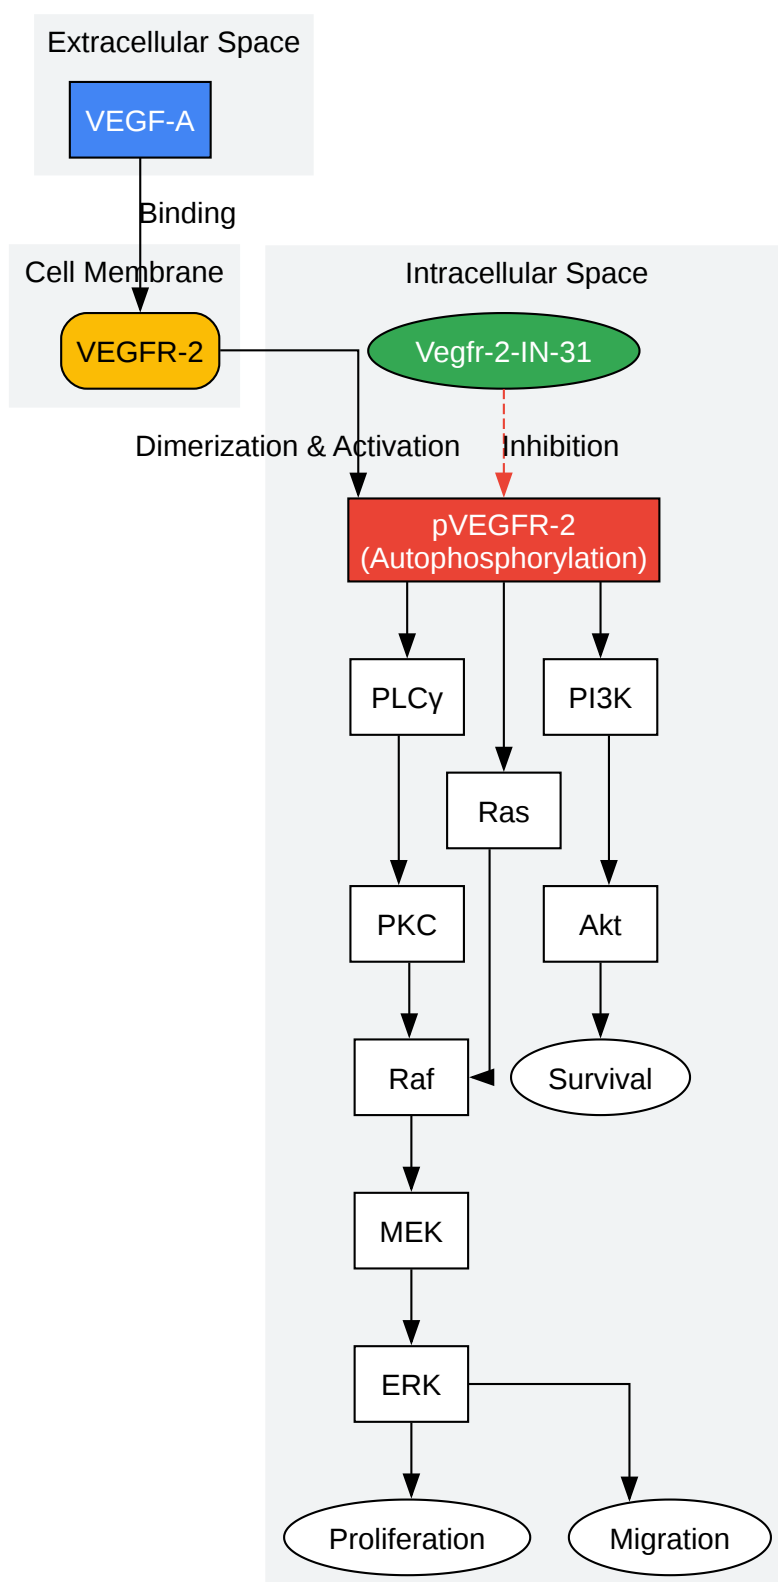 Extracellular Space
VEGF-A
Binding
Cell Membrane
Intracellular Space
VEGFR-2
Vegfr-2-IN-31
Dimerization & Activation
Inhibition
pVEGFR-2
(Autophosphorylation)
PLCγ
PI3K
Ras
PKC
Akt
Raf
Survival
MEK
ERK
Proliferation
Migration